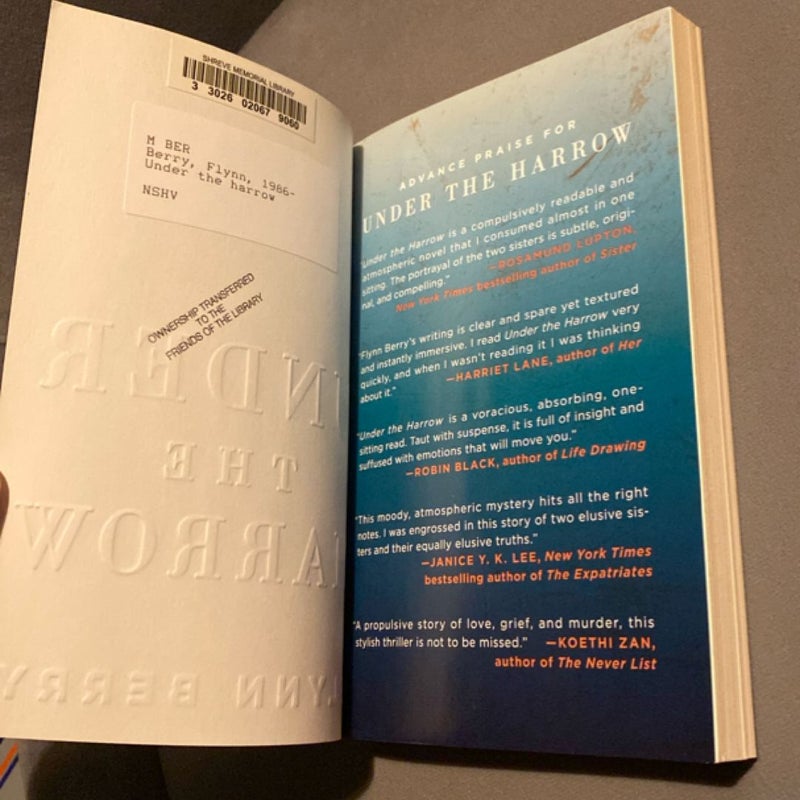 SHREVE MEMORIAL LIBRARY
3 3026 02067 9060
M BER
Berry, Flynn, 1986-
Under the harrow
NSHV
OWNERSHIP TRANSFERRED
TO THE
FRIENDS OF THE LIBRARY
UNDER
THE
HARROW
LYNN BERRY
ADVANCE PRAISE FOR
UNDER THE HARROW
"Under the Harrow is a compulsively readable and
atmospheric novel that I consumed almost in one
sitting. The portrayal of the two sisters is subtle, origi-
nal, and compelling."
—ROSAMUND LUPTON,
New York Times bestselling author of Sister
"Flynn Berry's writing is clear and spare yet textured
and instantly immersive. I read Under the Harrow very
quickly, and when I wasn't reading it I was thinking
about it."
—HARRIET LANE, author of Her
"Under the Harrow is a voracious, absorbing, one-
sitting read. Taut with suspense, it is full of insight and
suffused with emotions that will move you."
—ROBIN BLACK, author of Life Drawing
"This moody, atmospheric mystery hits all the right
notes. I was engrossed in this story of two elusive sis-
ters and their equally elusive truths."
—JANICE Y. K. LEE, New York Times
bestselling author of The Expatriates
"A propulsive story of love, grief, and murder, this
stylish thriller is not to be missed." —KOETHI ZAN,
author of The Never List